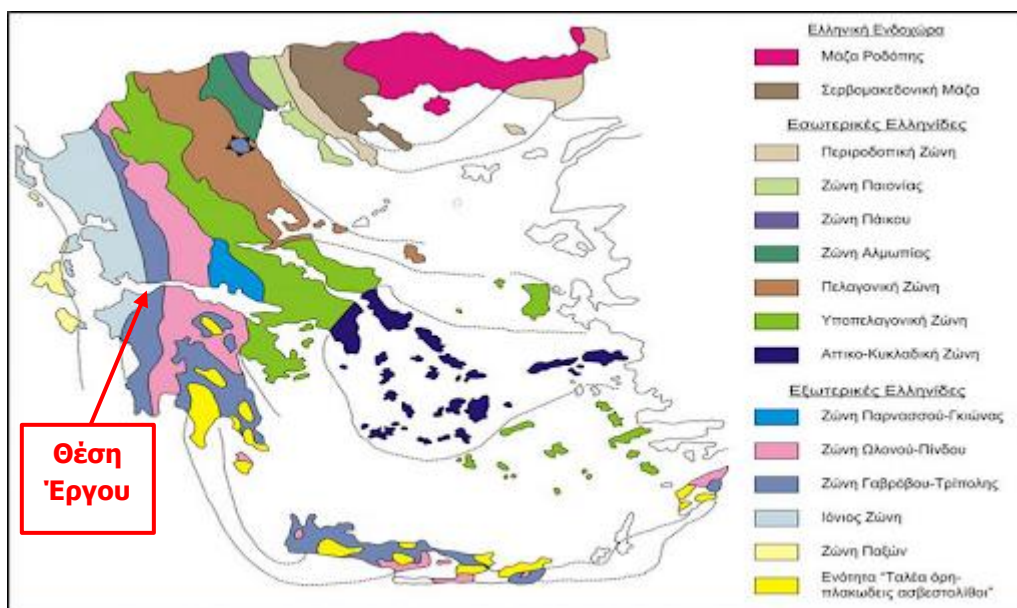 Ελληνική Ενδοχώρα
Μάζα Ροδόπης
Σερβομακεδονική Μάζα
Εσωτερικές Ελληνίδες
Περιροδοπική Ζώνη
Ζώνη Παιονίας
Ζώνη Πάικου
Ζώνη Αλμωπίας
Πελαγονική Ζώνη
Υποπελαγονική Ζώνη
Αττικο-Κυκλαδική Ζώνη
Εξωτερικές Ελληνίδες
Ζώνη Παρνασσού-Γκιώνας
Ζώνη Ωλονού-Πίνδου
Ζώνη Γαβρόβου-Τρίπολης
Ιόνιος Ζώνη
Ζώνη Παξών
Ενότητα "Ταλέα όρη-
πλακωδεις ασβεστολίθοι"
Θέση
Έργου